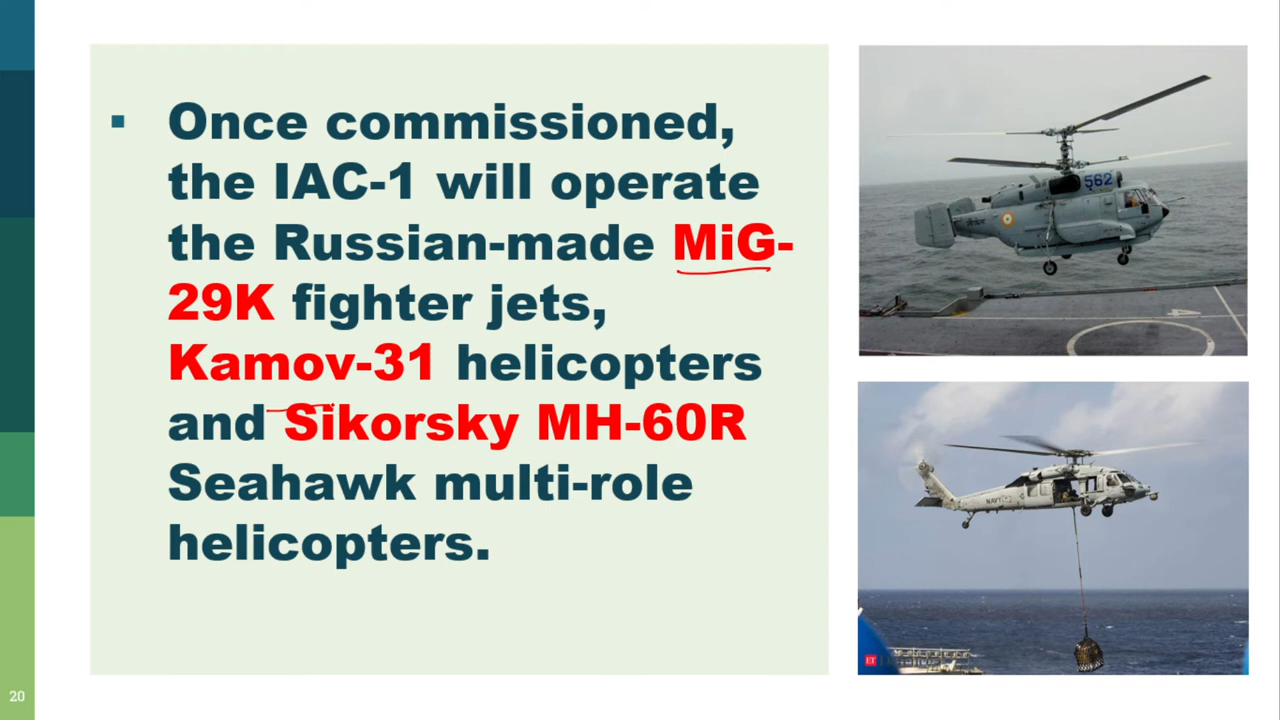 ▪ Once commissioned,
the IAC-1 will operate
the Russian-made MiG-
29K fighter jets,
Kamov-31 helicopters
and Sikorsky MH-60R
Seahawk multi-role
helicopters.
562
NAVY
ET
20